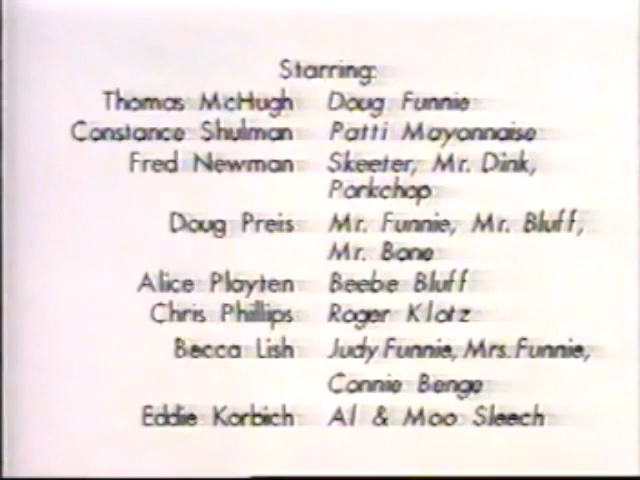 Starring:
Thomas McHugh Doug Funnie
Constance Shulman Patti Mayonnaise
Fred Newman Skeeter, Mr. Dink,
Porkchop
Doug Preis Mr. Funnie, Mr. Bluff,
Mr. Bone
Alice Playten Beebe Bluff
Chris Phillips Roger Klotz
Becca Lish Judy Funnie, Mrs. Funnie,
Connie Benge
Eddie Korbich Al & Moo Sleech